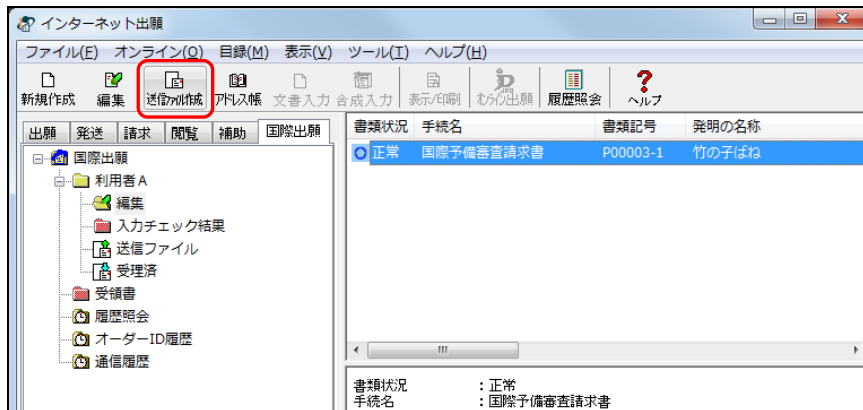 インターネット出願
ファイル(F) オンライン(O) 目録(M) 表示(V) ツール(T) ヘルプ(H)
新規作成 編集 送信ファイル作成 アドレス帳 文書入力 合成入力 表示/印刷 オンライン出願 履歴照会 ヘルプ
出願 発送 請求 閲覧 補助 国際出願
国際出願
利用者A
編集
入力チェック結果
送信ファイル
受理済
受領書
履歴照会
オーダーID履歴
通信履歴
書類状況 手続名 書類記号 発明の名称
正常 国際予備審査請求書 P00003-1 竹の子ばね
書類状況 :正常
手続名 :国際予備審査請求書